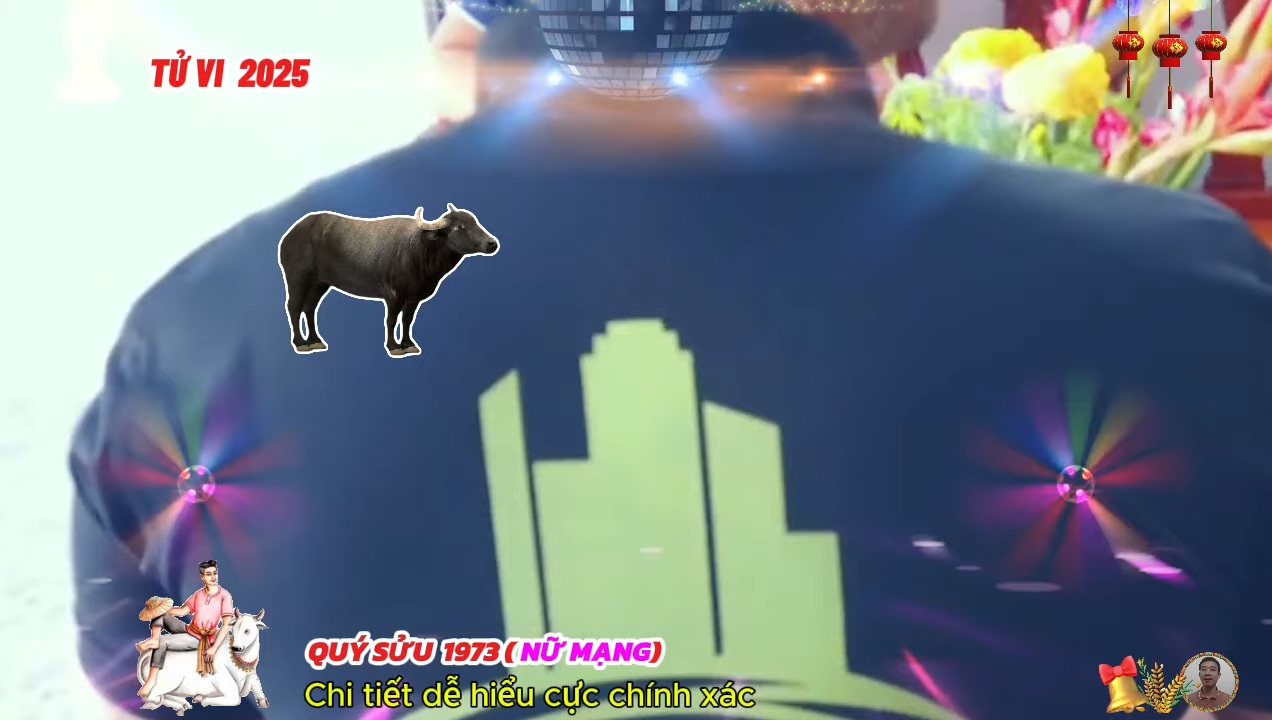 TỬ VI 2025
QUÝ SỬU 1973 ( NỮ MẠNG)
Chi tiết dễ hiểu cực chính xác